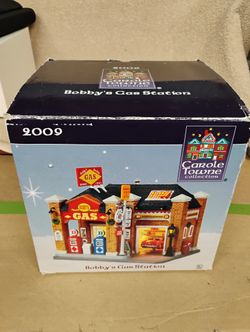 2009
CAROLE
TOWNE
collection
Bobby's Gas Station
2009
CAROLE
TOWNE
collection
GAS
GAS
Bobby's Gas Station